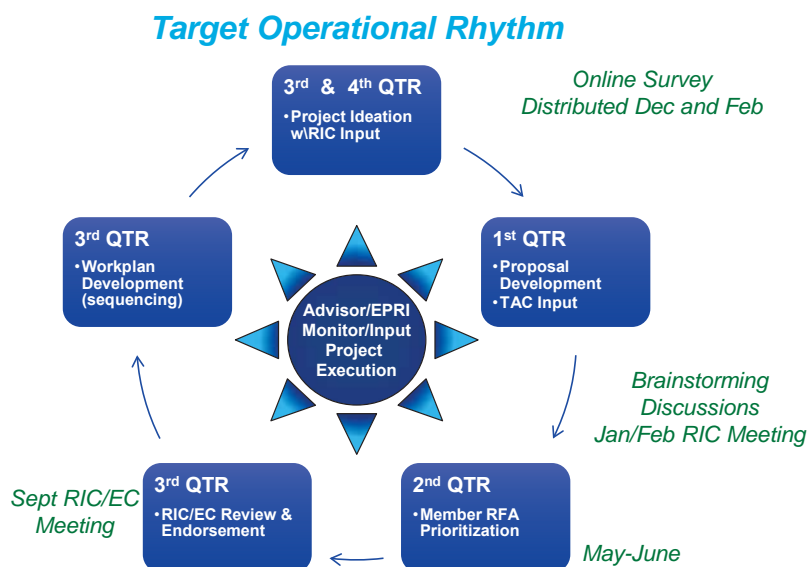 Target Operational Rhythm
3rd & 4th QTR
•Project Ideation
w\RIC Input
Online Survey
Distributed Dec and Feb
1st QTR
•Proposal
Development
•TAC Input
Brainstorming
Discussions
Jan/Feb RIC Meeting
2nd QTR
•Member RFA
Prioritization
May-June
3rd QTR
•RIC/EC Review &
Endorsement
Sept RIC/EC
Meeting
3rd QTR
•Workplan
Development
(sequencing)
Advisor/EPRI
Monitor/Input
Project
Execution